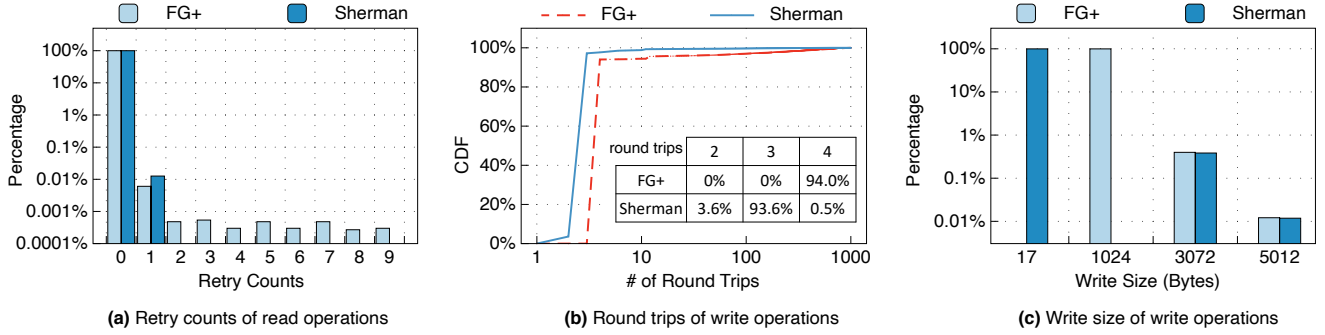 FG+ Sherman
100%
10%
1%
0.1%
0.01%
0.001%
0.0001%
Percentage
0 1 2 3 4 5 6 7 8 9
Retry Counts
(a) Retry counts of read operations
FG+ Sherman
100%
80%
60%
40%
20%
0%
CDF
round trips 2 3 4
FG+ 0% 0% 94.0%
Sherman 3.6% 93.6% 0.5%
1 10 100 1000
# of Round Trips
(b) Round trips of write operations
FG+ Sherman
100%
10%
1%
0.1%
0.01%
Percentage
17 1024 3072 5012
Write Size (Bytes)
(c) Write size of write operations